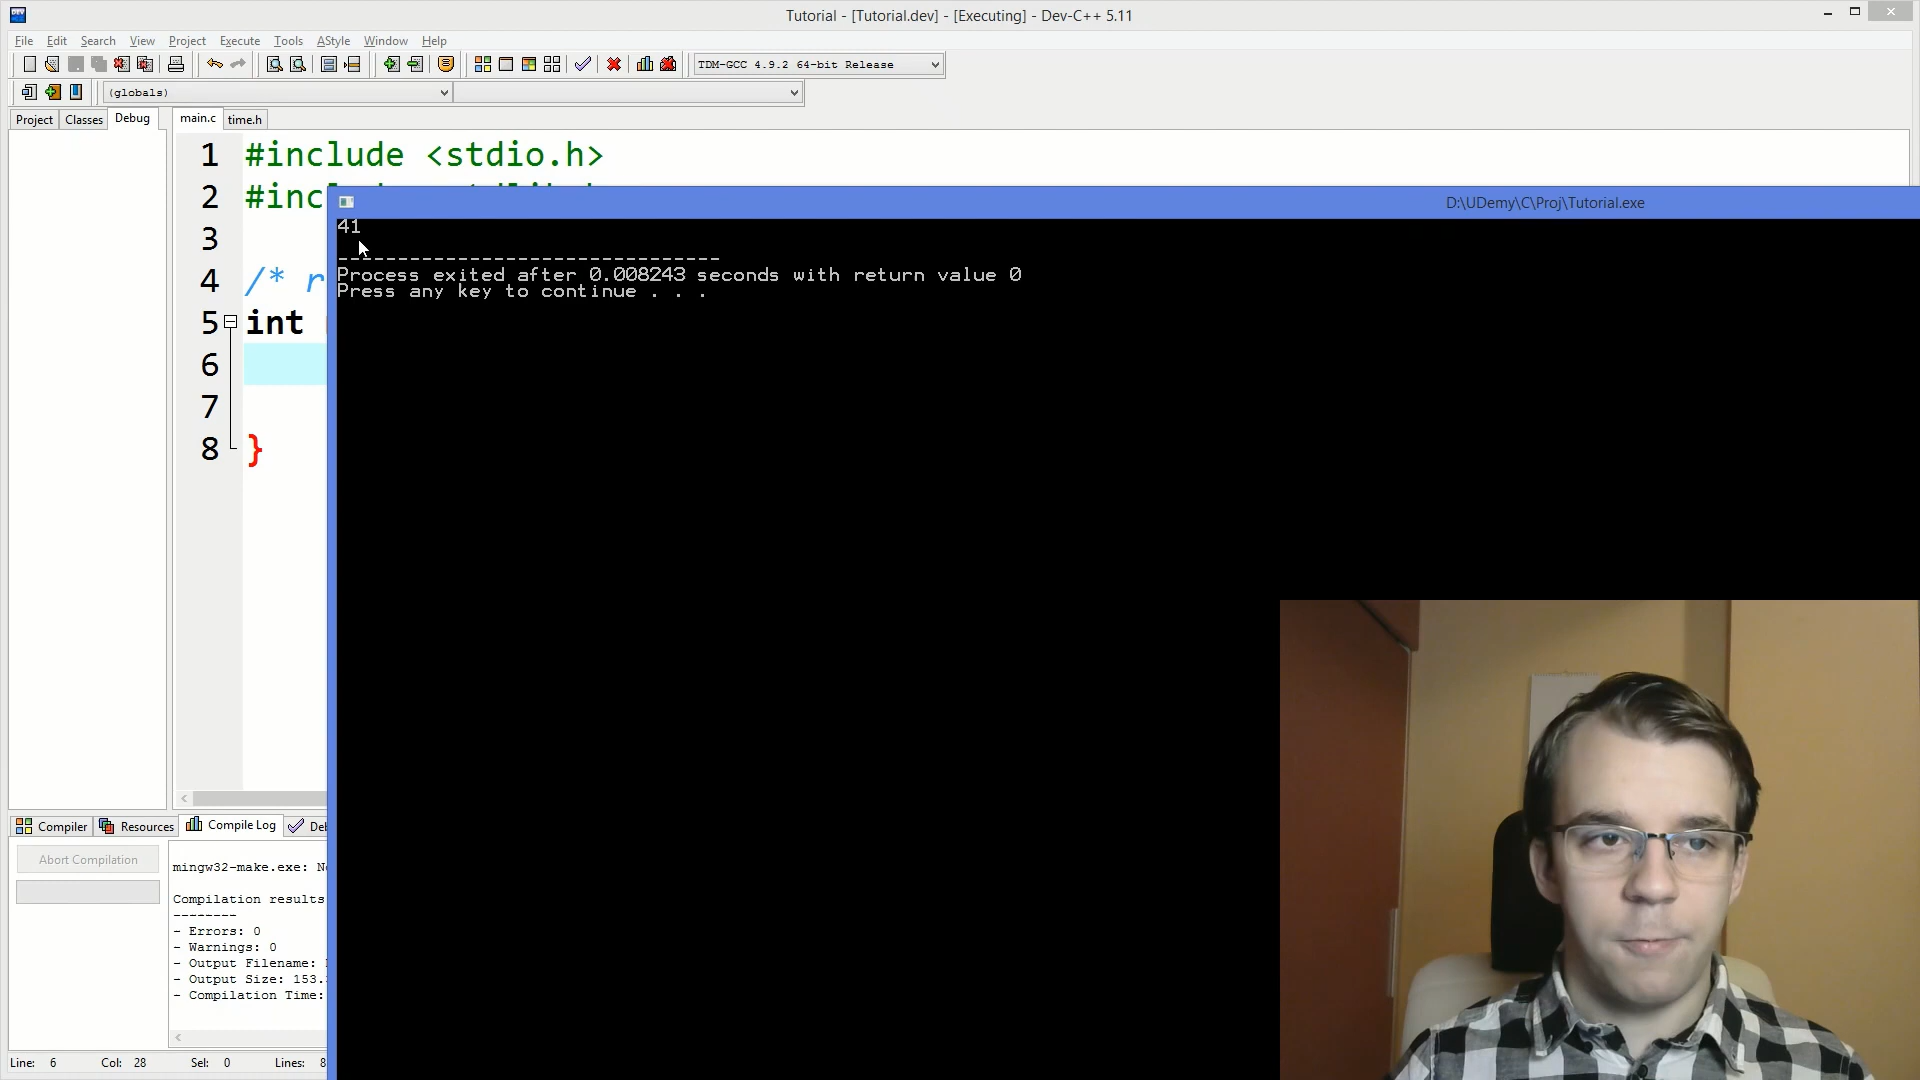 Tutorial - [Tutorial.dev] - [Executing] - Dev-C++ 5.11
File Edit Search View Project Execute Tools AStyle Window Help
TDM-GCC 4.9.2 64-bit Release
(globals)
Project Classes Debug main.c time.h
1 #include <stdio.h>
2 #inc
D:\UDemy\C\Proj\Tutorial.exe
41
3
--------------------------------
Process exited after 0.008243 seconds with return value 0
4 /* r
Press any key to continue . . .
5 int
6
7
8 }
Compiler Resources Compile Log
Abort Compilation
mingw32-make.exe:
Compilation results
--------
- Errors: 0
- Warnings: 0
- Output Filename:
- Output Size: 153.
- Compilation Time:
Line: 6 Col: 28 Sel: 0 Lines: 8